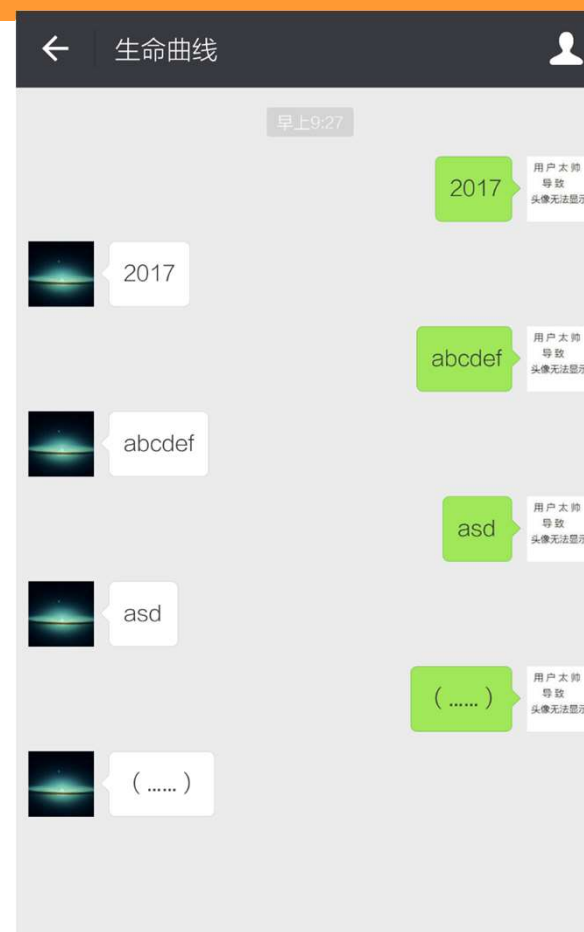 生命曲线
早上9:27
2017
用户太帅
导致
头像无法显示
2017
abcdef
用户太帅
导致
头像无法显示
abcdef
asd
用户太帅
导致
头像无法显示
asd
（……）
用户太帅
导致
头像无法显示
（……）